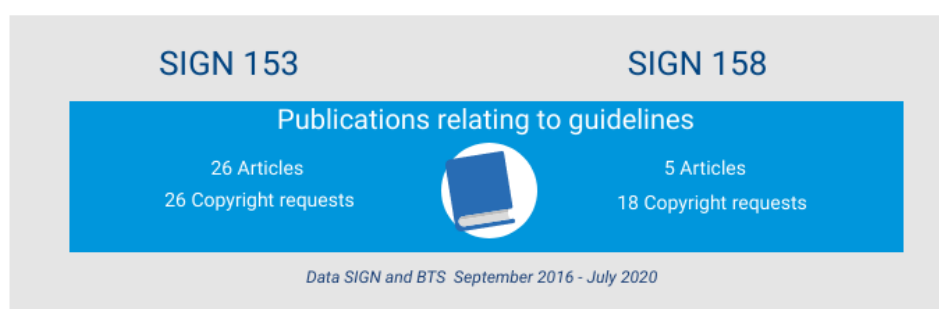 SIGN 153
SIGN 158
Publications relating to guidelines
26 Articles
26 Copyright requests
5 Articles
18 Copyright requests
Data SIGN and BTS September 2016 - July 2020